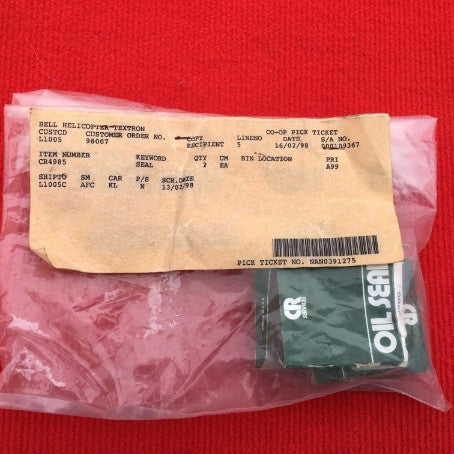 BELL HELICOPTER TEXTRON CO-OP PICK TICKET
CUSTCD CUSTOMER ORDER NO. LINENO DATE S/A NO.
L1005 98667 RECIPIENT 5 16/02/98 000109367
ITEM NUMBER KEYWORD QTY UM BIN LOCATION PRI
CR4985 SEAL 2 EA A99
SHIPTO SM CAR P/S SCH.DATE
L1005C AFC KL N 13/02/98
PICK TICKET NO. NAN0391275
CR
OIL SEAL